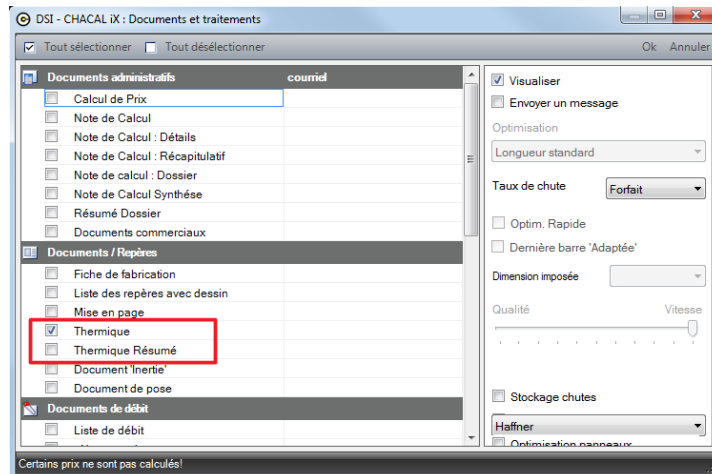 DSI - CHACAL iX : Documents et traitements
Tout sélectionner Tout désélectionner Ok Annuler
Documents administratifs courriel
Calcul de Prix
Note de Calcul
Note de Calcul : Détails
Note de Calcul : Récapitulatif
Note de calcul : Dossier
Note de Calcul Synthése
Résumé Dossier
Documents commerciaux
Documents / Repères
Fiche de fabrication
Liste des repères avec dessin
Mise en page
Thermique
Thermique Résumé
Document 'Inertie'
Document de pose
Documents de débit
Liste de débit
Visualiser
Envoyer un message
Optimisation
Longueur standard
Taux de chute Forfait
Optim. Rapide
Dernière barre 'Adaptée'
Dimension imposée
Qualité Vitesse
Stockage chutes
Haffner
Optimisation panneaux
Certains prix ne sont pas calculés!